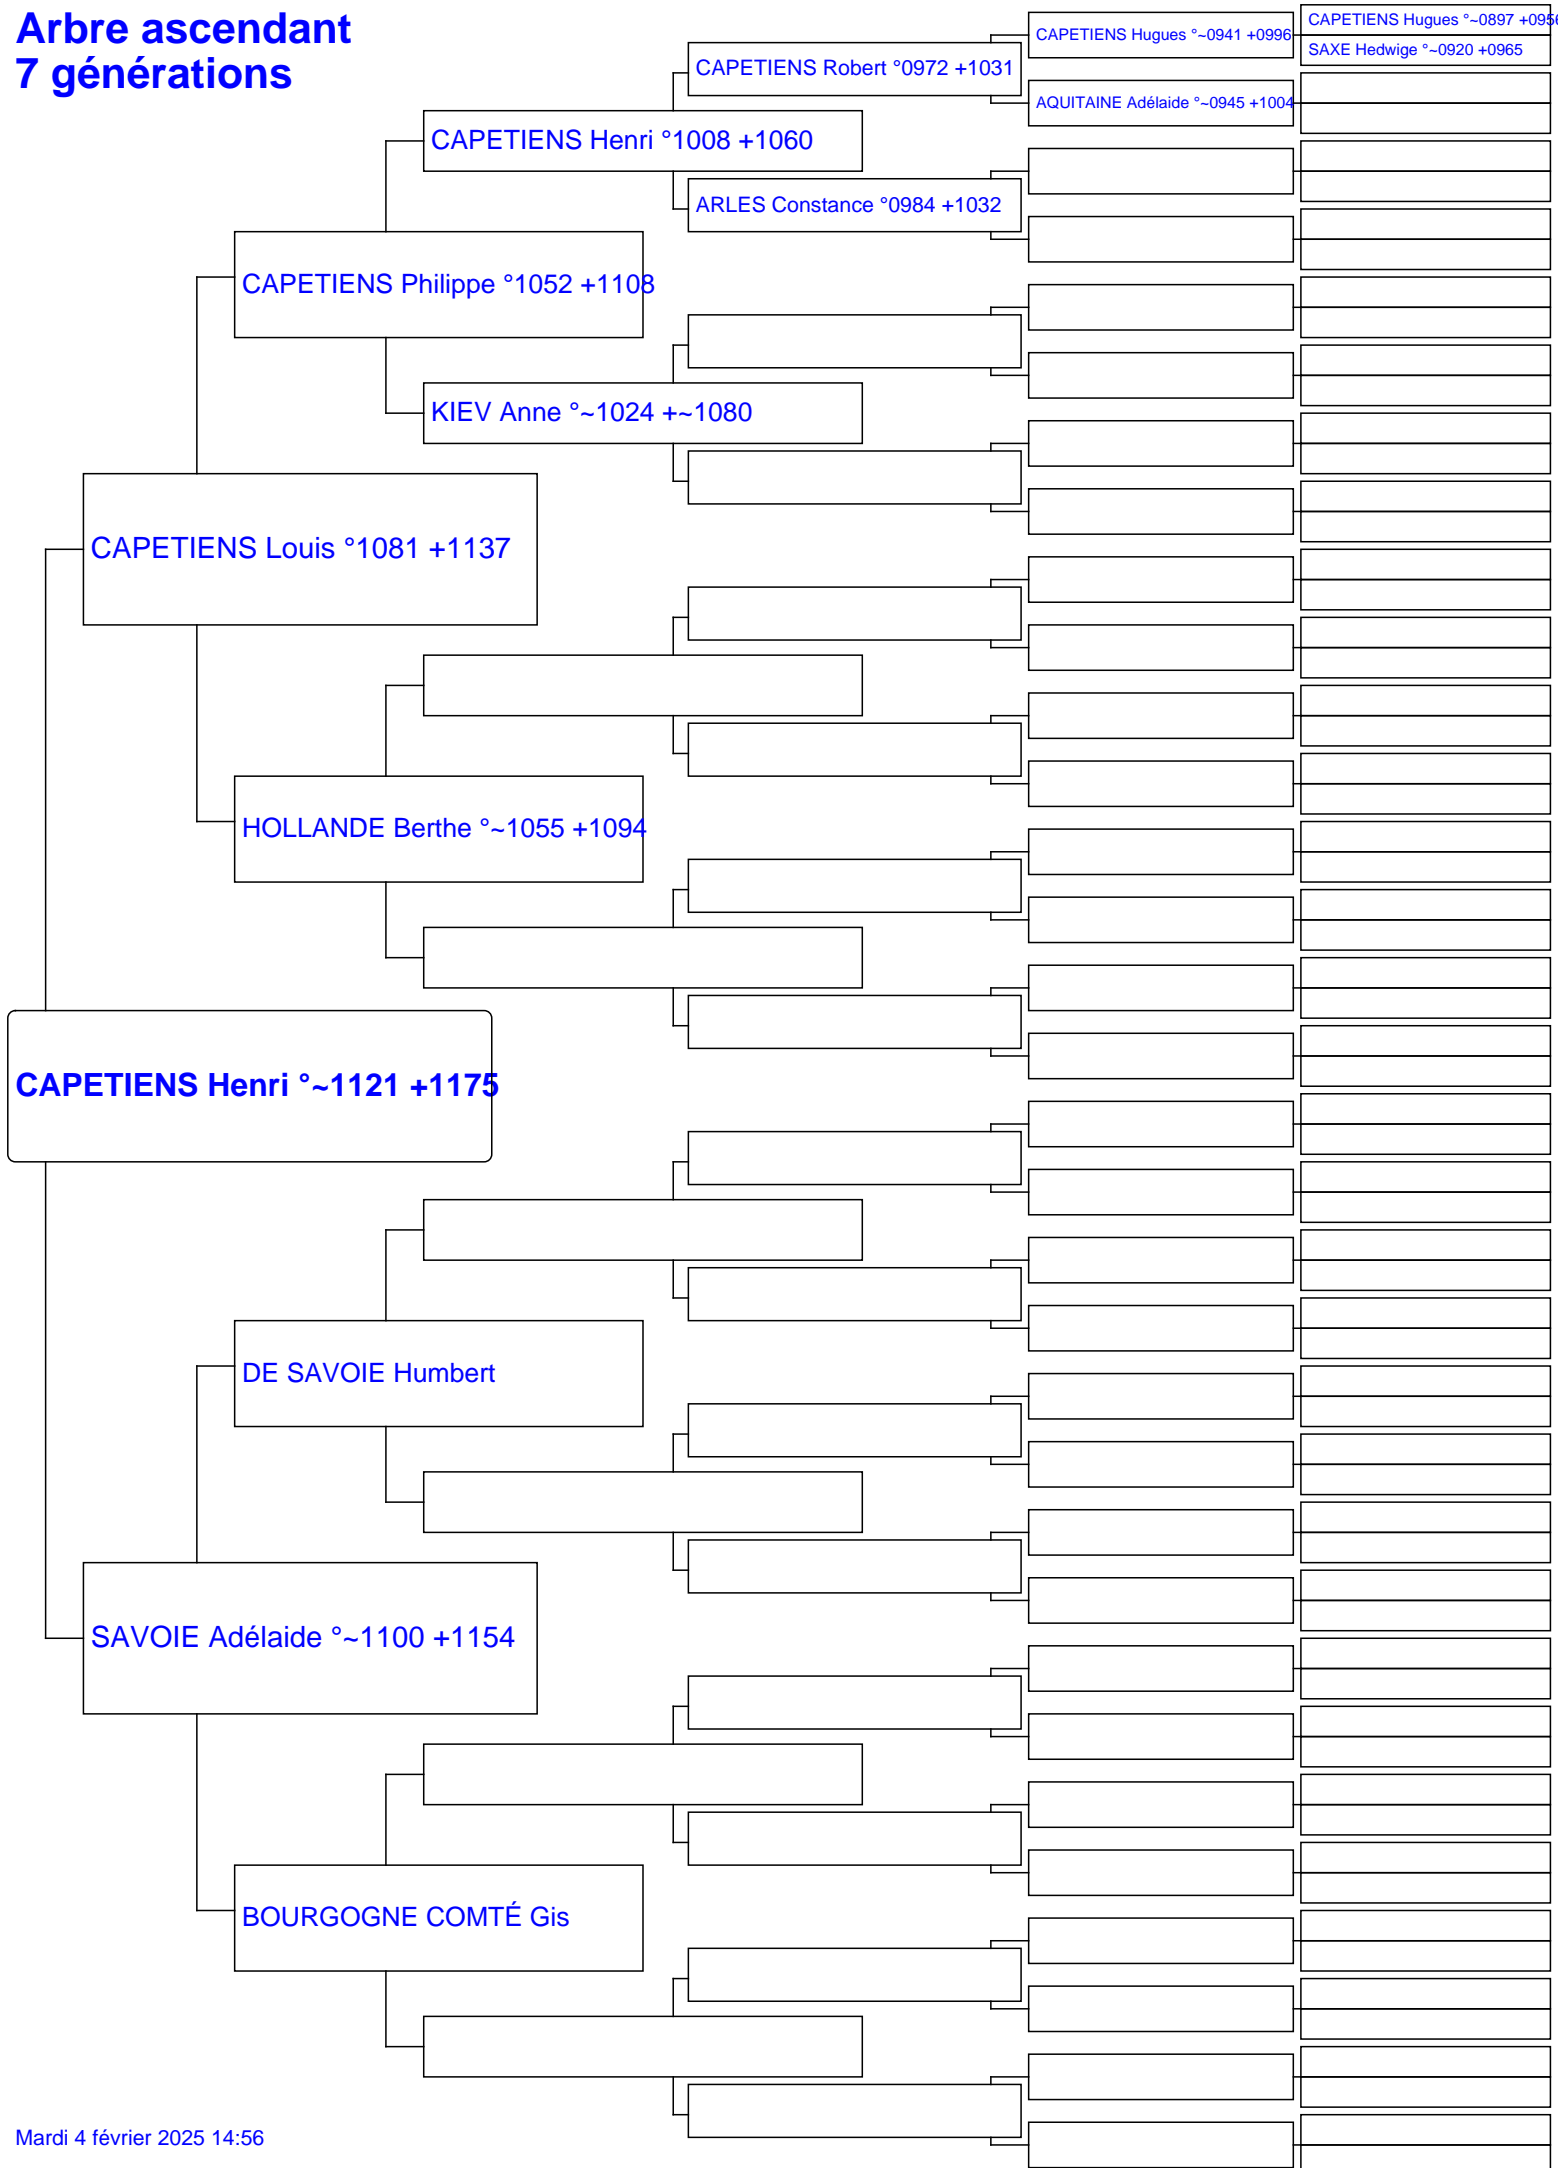 Arbre ascendant
7 générations
CAPETIENS Hugues °~0897 +0956
CAPETIENS Hugues °~0941 +0996
SAXE Hedwige °~0920 +0965
CAPETIENS Robert °0972 +1031
AQUITAINE Adélaide °~0945 +1004
CAPETIENS Henri °1008 +1060
ARLES Constance °0984 +1032
CAPETIENS Philippe °1052 +1108
KIEV Anne °~1024 +~1080
CAPETIENS Louis °1081 +1137
HOLLANDE Berthe °~1055 +1094
CAPETIENS Henri °~1121 +1175
DE SAVOIE Humbert
SAVOIE Adélaide °~1100 +1154
BOURGOGNE COMTÉ Gis
Mardi 4 février 2025 14:56